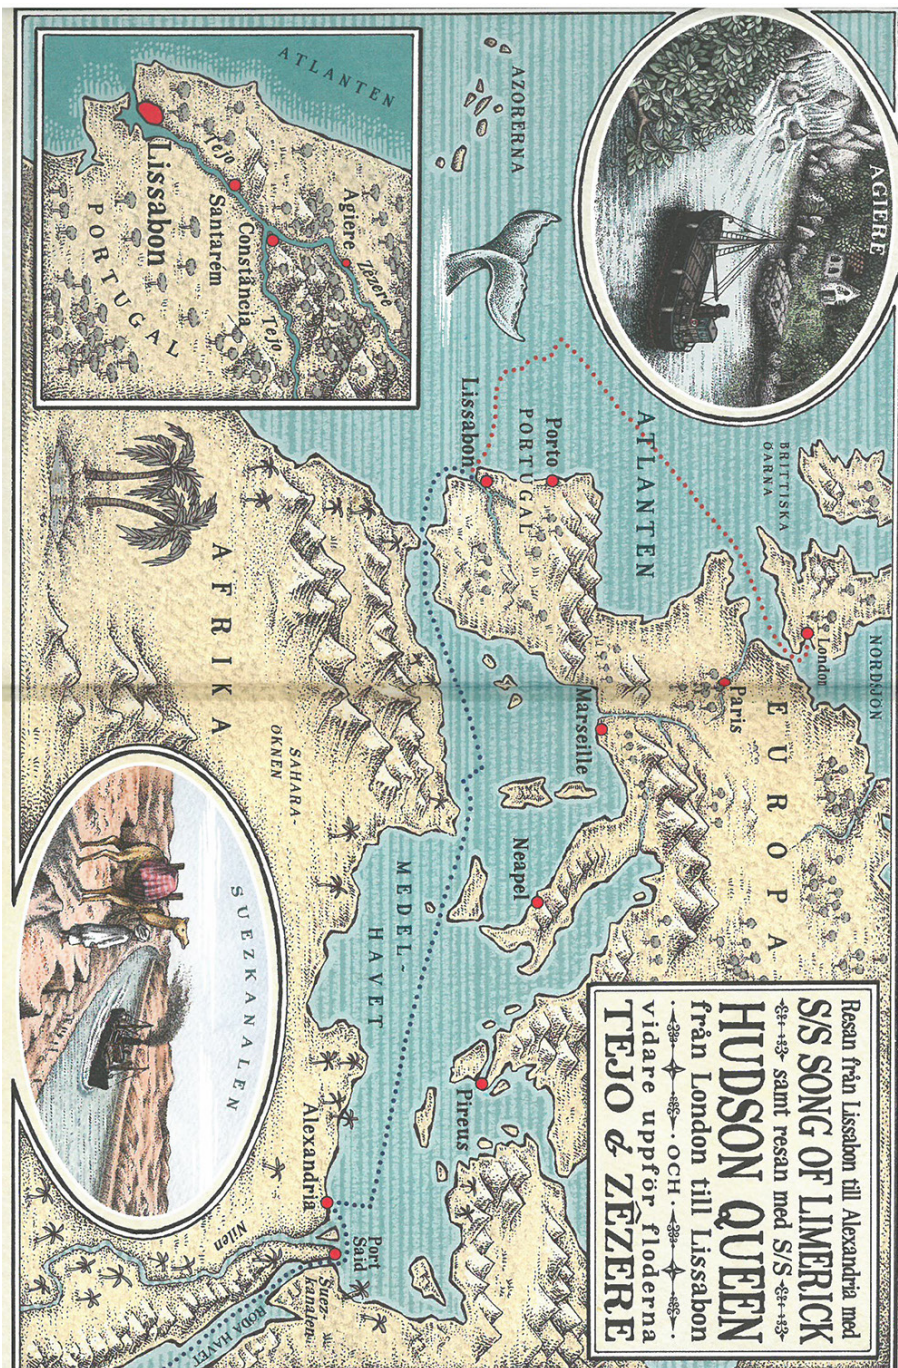 AGIERE
BRITTISKA
ÖARNA
NORDSJÖN
London
Paris
EUROPA
ATLANTEN
Porto
PORTUGAL
Lissabon
AZORERNA
Marseille
Neapel
Pireus
MEDEL-
HAVET
Resan från Lissabon till Alexandria med
S/S SONG OF LIMERICK
samt resan med S/S
HUDSON QUEEN
från London till Lissabon
OCH
vidare uppför floderna
TEJO & ZÊZERE
ATLANTEN
Agiere
Zêzere
Tejo
Constância
Tejo
Santarém
Lissabon
PORTUGAL
AFRIKA
SAHARA-
ÖKNEN
SUEZKANALEN
Alexandria
Port
Said
Nilen
Suez-
kanalen
RÖDA HAVET